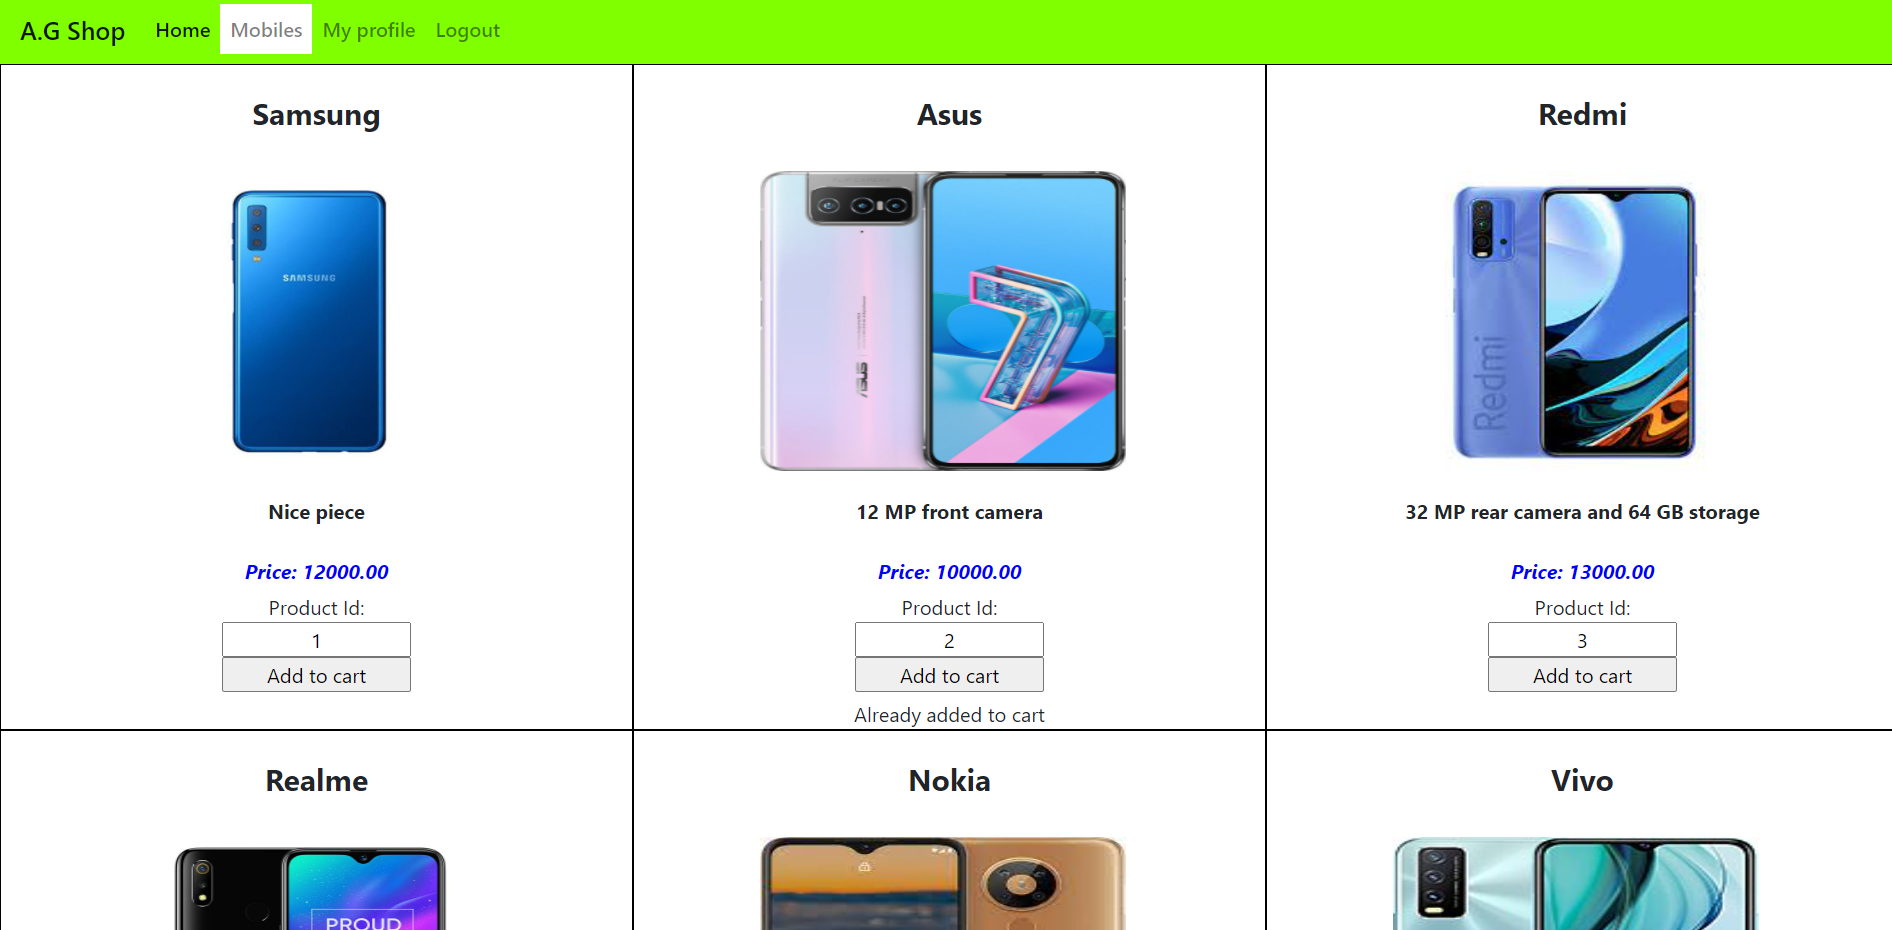 A.G Shop Home Mobiles My profile Logout
Samsung
SAMSUNG
Nice piece
Price: 12000.00
Product Id:
1
Add to cart
Asus
ASUS
12 MP front camera
Price: 10000.00
Product Id:
2
Add to cart
Already added to cart
Redmi
Redmi
32 MP rear camera and 64 GB storage
Price: 13000.00
Product Id:
3
Add to cart
Realme
PROUD
Nokia
Vivo